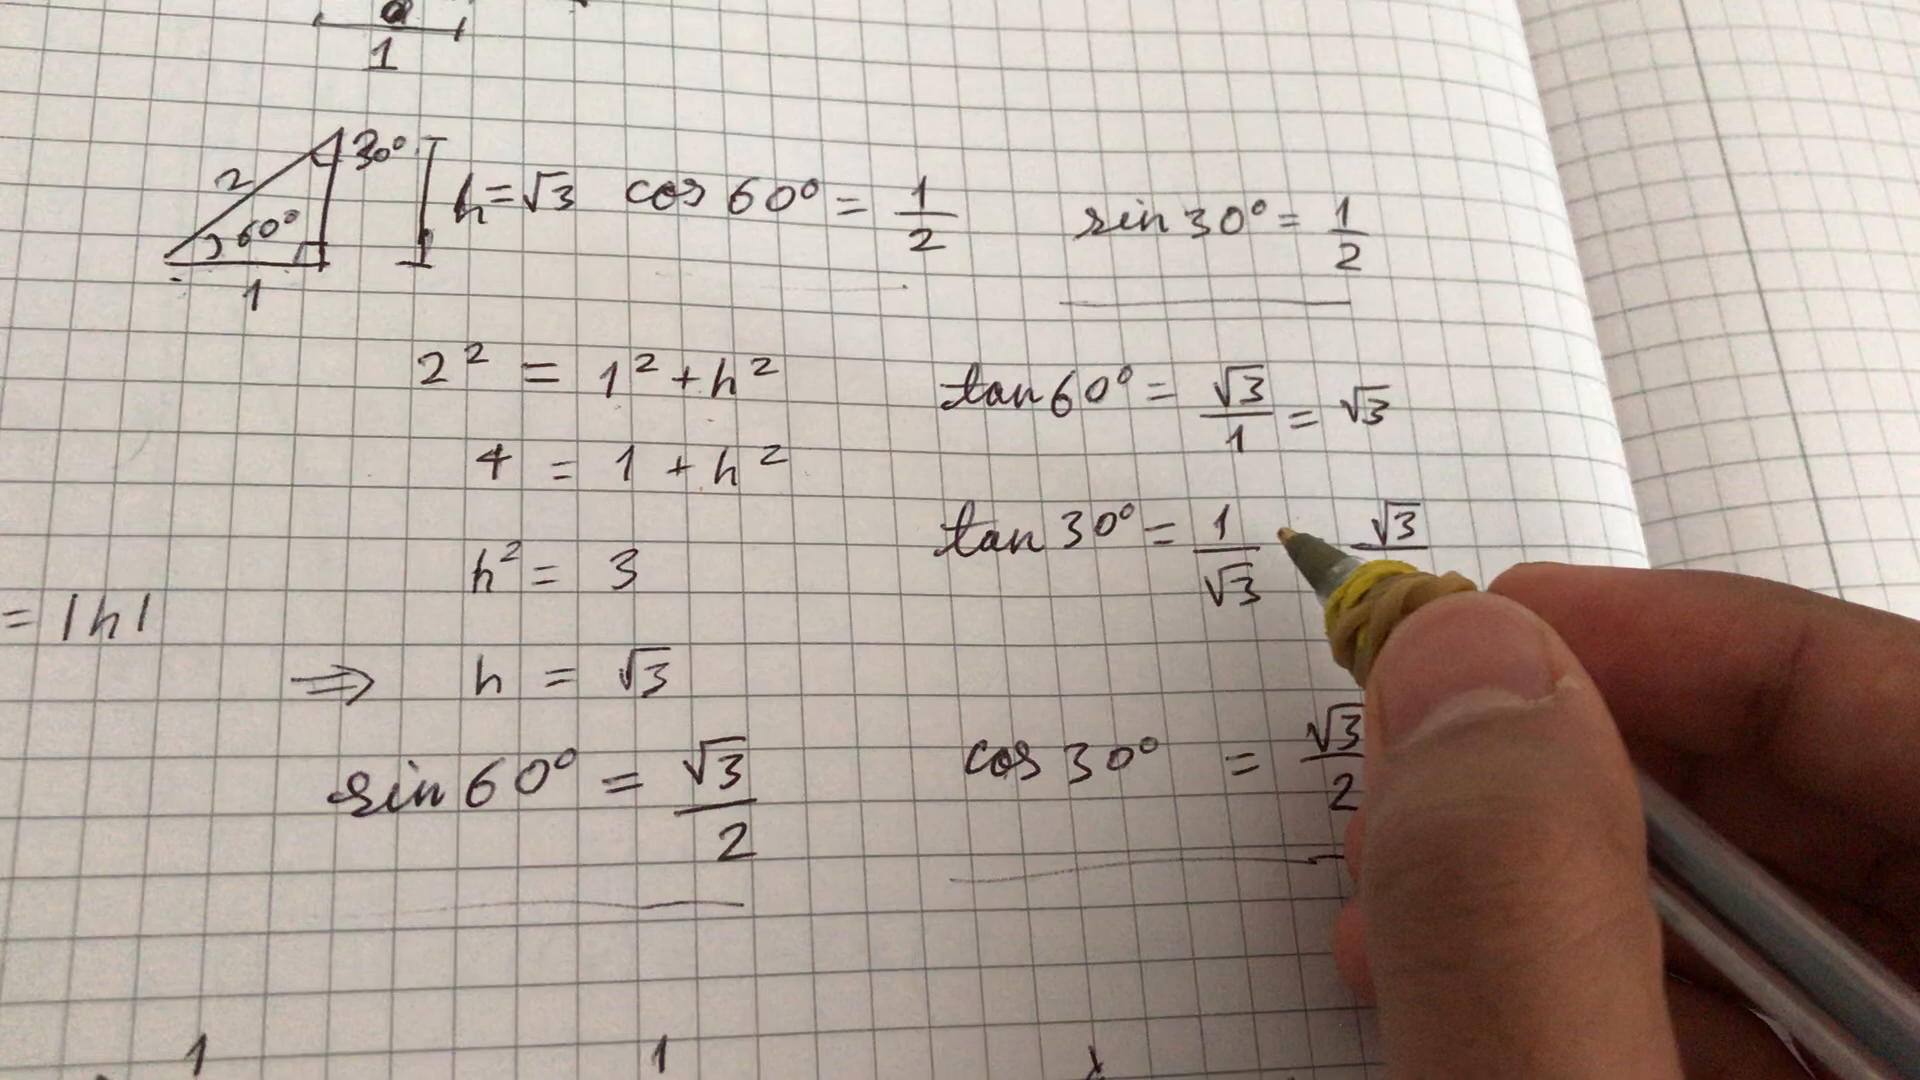 1
2 30°
60°
1
h = √3 cos 60° = 1/2 sin 30° = 1/2
2² = 1² + h²
tan 60° = √3/1 = √3
4 = 1 + h²
tan 30° = 1/√3 √3
h² = 3
= |h|
⇒ h = √3
sin 60° = √3/2
cos 30° = √3/2
1 1